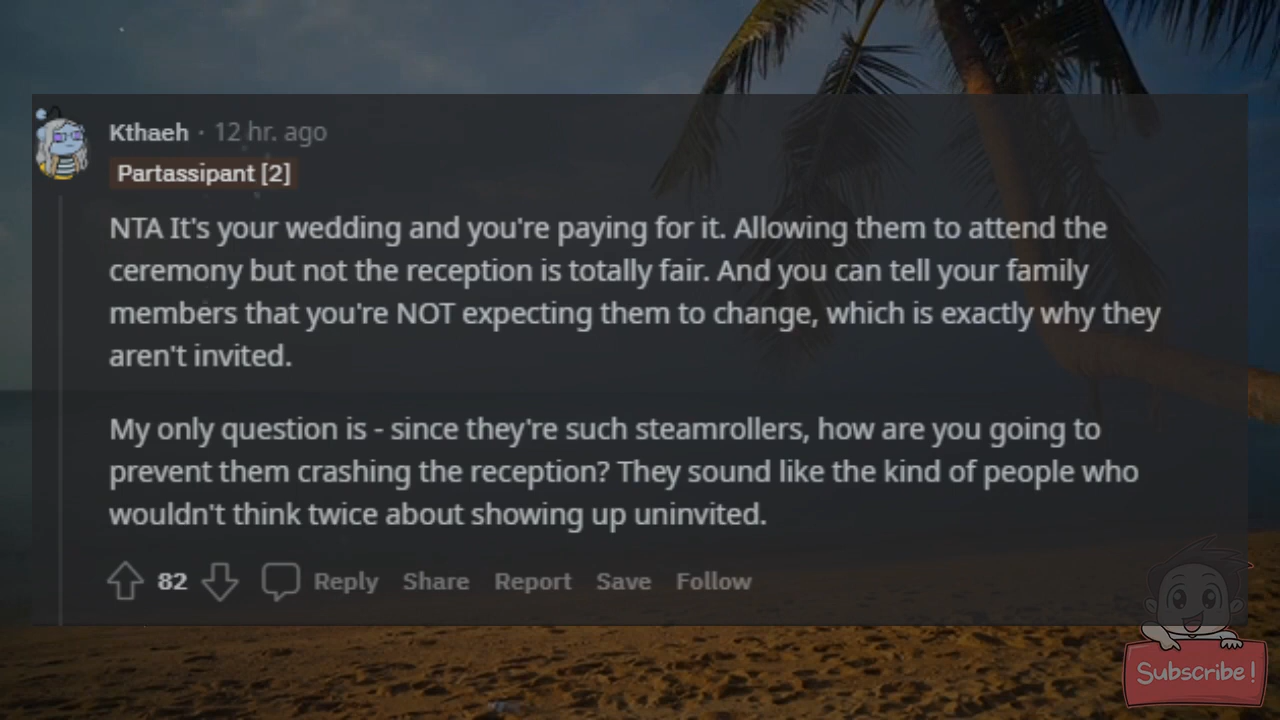 Kthaeh · 12 hr. ago
Partassipant [2]
NTA It's your wedding and you're paying for it. Allowing them to attend the
ceremony but not the reception is totally fair. And you can tell your family
members that you're NOT expecting them to change, which is exactly why they
aren't invited.
My only question is - since they're such steamrollers, how are you going to
prevent them crashing the reception? They sound like the kind of people who
wouldn't think twice about showing up uninvited.
82 Reply Share Report Save Follow
Subscribe!